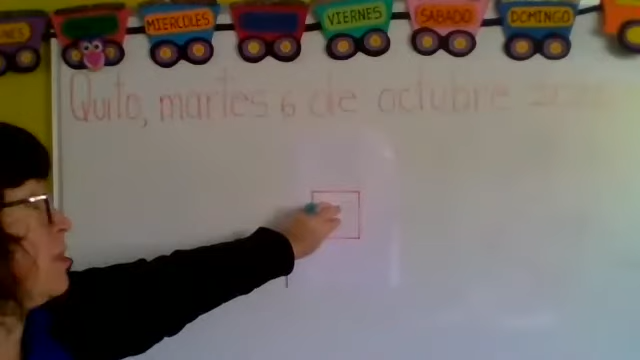 MIERCOLES VIERNES SABADO DOMINGO
Quito, martes 6 de octubre